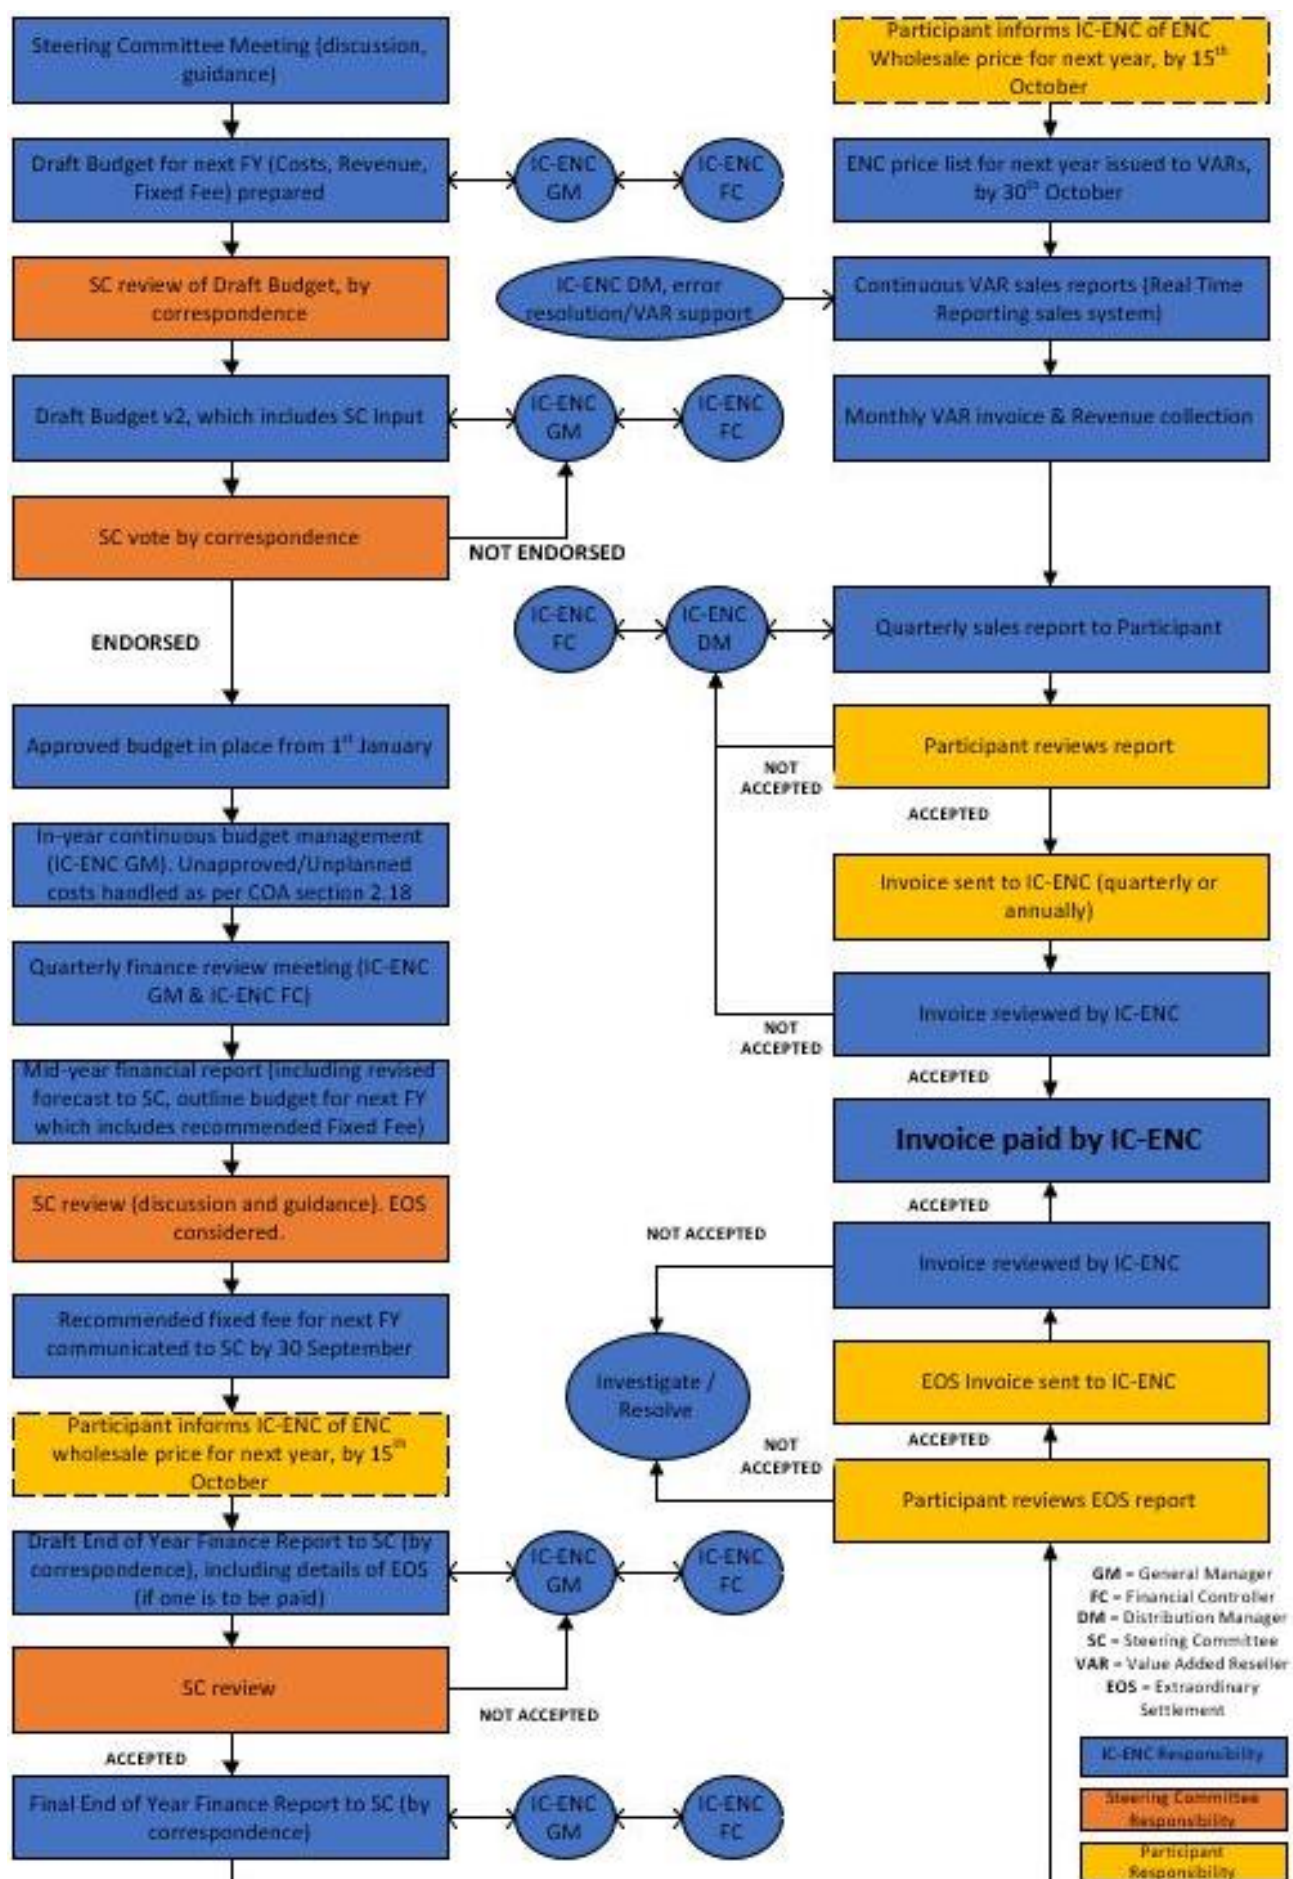 Steering Committee Meeting (discussion,
guidance)
Draft Budget for next FY (Costs, Revenue,
Fixed Fee) prepared
IC-ENC
GM
IC-ENC
FC
SC review of Draft Budget, by
correspondence
Draft Budget v2, which includes SC Input
IC-ENC
GM
IC-ENC
FC
SC vote by correspondence
NOT ENDORSED
ENDORSED
Approved budget in place from 1st January
In-year continuous budget management
(IC-ENC GM). Unapproved/Unplanned
costs handled as per COA section 2.18
Quarterly finance review meeting (IC-ENC
GM & IC-ENC FC)
Mid-year financial report (including revised
forecast to SC, outline budget for next FY
which includes recommended Fixed Fee)
SC review (discussion and guidance). EOS
considered.
Recommended fixed fee for next FY
communicated to SC by 30 September
Participant informs IC-ENC of ENC
wholesale price for next year, by 15th
October
Draft End of Year Finance Report to SC (by
correspondence), including details of EOS
(if one is to be paid)
IC-ENC
GM
IC-ENC
FC
SC review
NOT ACCEPTED
ACCEPTED
Final End of Year Finance Report to SC (by
correspondence)
IC-ENC
GM
IC-ENC
FC
Participant informs IC-ENC of ENC
Wholesale price for next year, by 15th
October
ENC price list for next year issued to VARs,
by 30th October
IC-ENC DM, error
resolution/VAR support
Continuous VAR sales reports (Real Time
Reporting sales system)
Monthly VAR invoice & Revenue collection
IC-ENC
FC
IC-ENC
DM
Quarterly sales report to Participant
Participant reviews report
NOT
ACCEPTED
ACCEPTED
Invoice sent to IC-ENC (quarterly or
annually)
Invoice reviewed by IC-ENC
NOT
ACCEPTED
ACCEPTED
Invoice paid by IC-ENC
ACCEPTED
NOT ACCEPTED
Invoice reviewed by IC-ENC
Investigate /
Resolve
EOS Invoice sent to IC-ENC
ACCEPTED
NOT
ACCEPTED
Participant reviews EOS report
GM = General Manager
FC = Financial Controller
DM = Distribution Manager
SC = Steering Committee
VAR = Value Added Reseller
EOS = Extraordinary
Settlement
IC-ENC Responsibility
Steering Committee
Responsibility
Participant
Responsibility